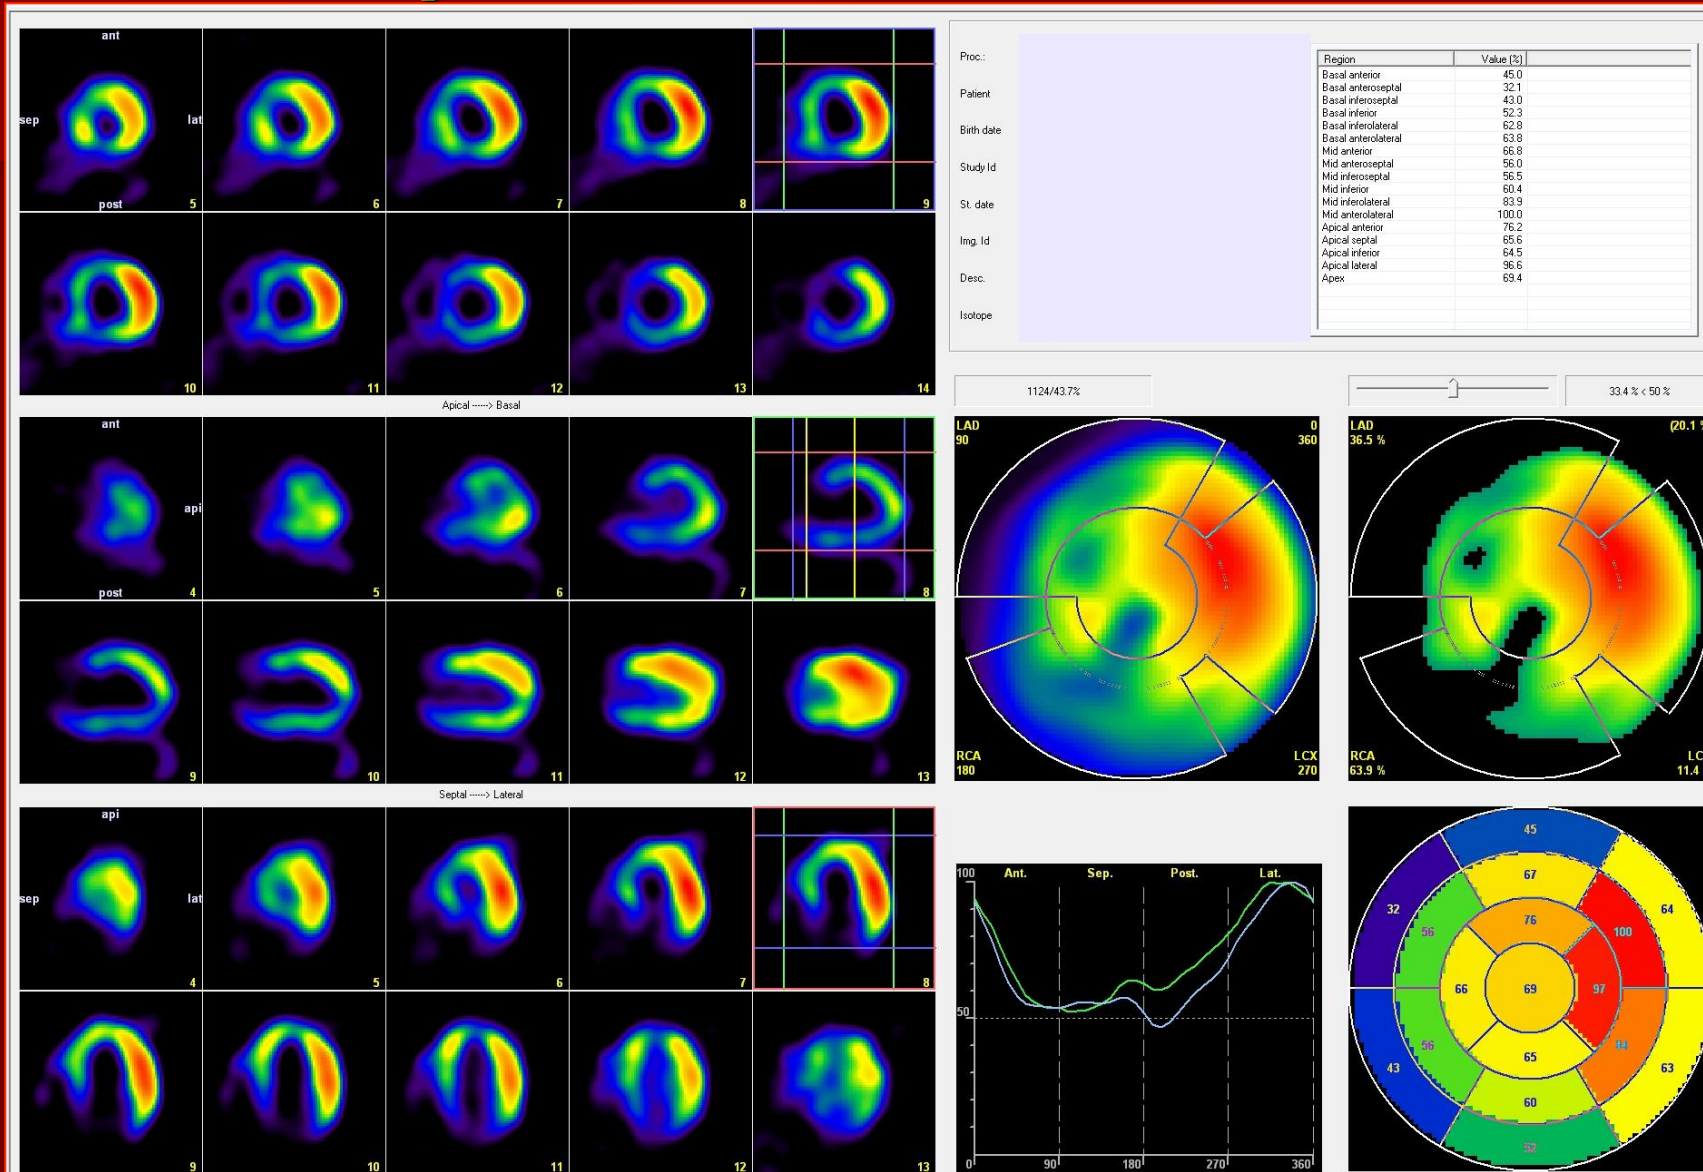 ant
sep
lat
post
5
6
7
8
9
10
11
12
13
14
Apical -----> Basal
ant
api
post
4
5
6
7
8
9
10
11
12
13
Septal -----> Lateral
api
sep
lat
4
5
6
7
8
9
10
11
12
13
Proc.:
Patient
Birth date
Study Id
St. date
Img. Id
Desc.
Isotope
Region Value (%)
Basal anterior 45.0
Basal anteroseptal 32.1
Basal inferoseptal 43.0
Basal inferior 52.3
Basal inferolateral 62.8
Basal anterolateral 63.8
Mid anterior 66.8
Mid anteroseptal 56.0
Mid inferoseptal 56.5
Mid inferior 60.4
Mid inferolateral 83.9
Mid anterolateral 100.0
Apical anterior 76.2
Apical septal 65.6
Apical inferior 64.5
Apical lateral 96.6
Apex 69.4
1124/43.7%
33.4 % < 50 %
LAD 0
90 360
RCA LCX
180 270
LAD (20.1 %
36.5 %
RCA LC
63.9 % 11.4
100 Ant. Sep. Post. Lat.
50
0 90 180 270 360
45
67
32 56 76 100 64
66 69 97
43 56 65 84 63
60
52